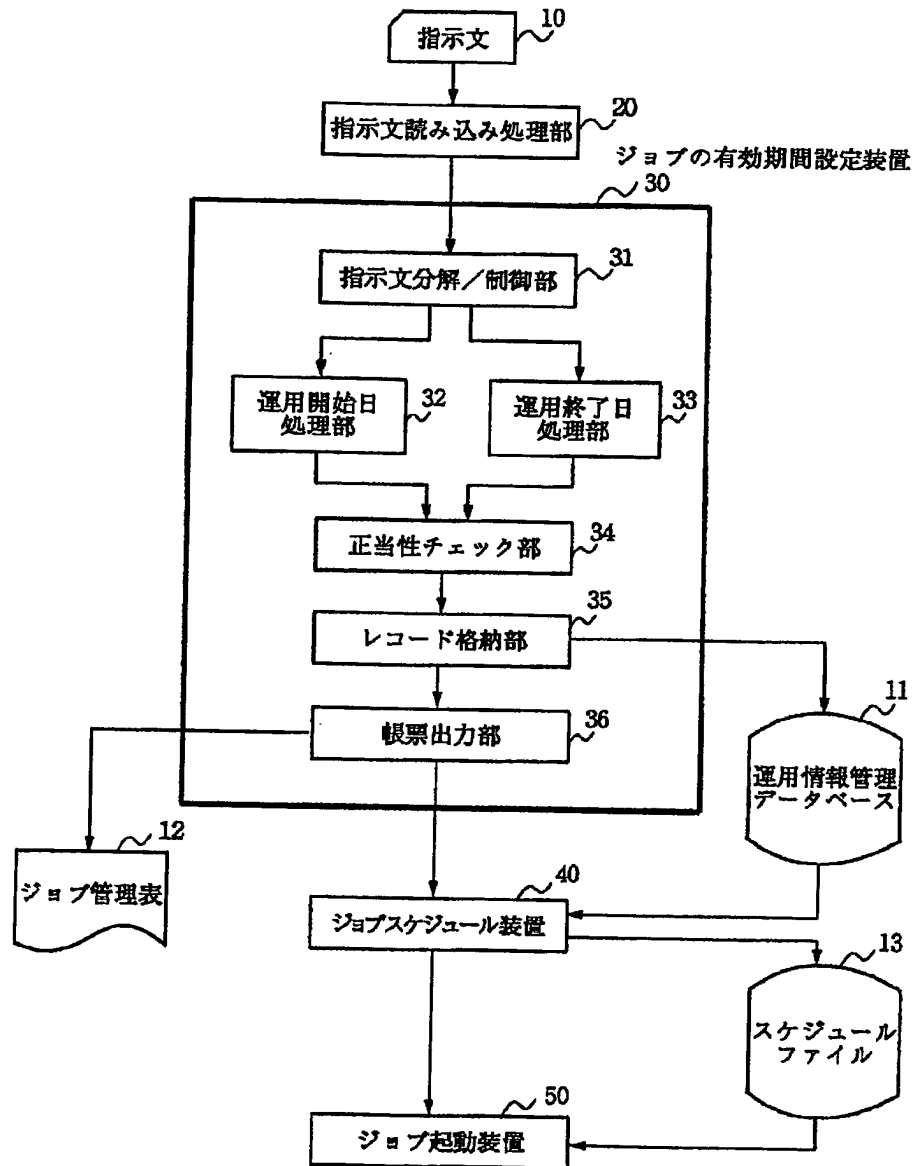 指示文
10
指示文読み込み処理部
20
ジョブの有効期間設定装置
30
指示文分解／制御部
31
運用開始日
処理部
32
運用終了日
処理部
33
正当性チェック部
34
レコード格納部
35
帳票出力部
36
運用情報管理
データベース
11
ジョブ管理表
12
ジョブスケジュール装置
40
スケジュール
ファイル
13
ジョブ起動装置
50